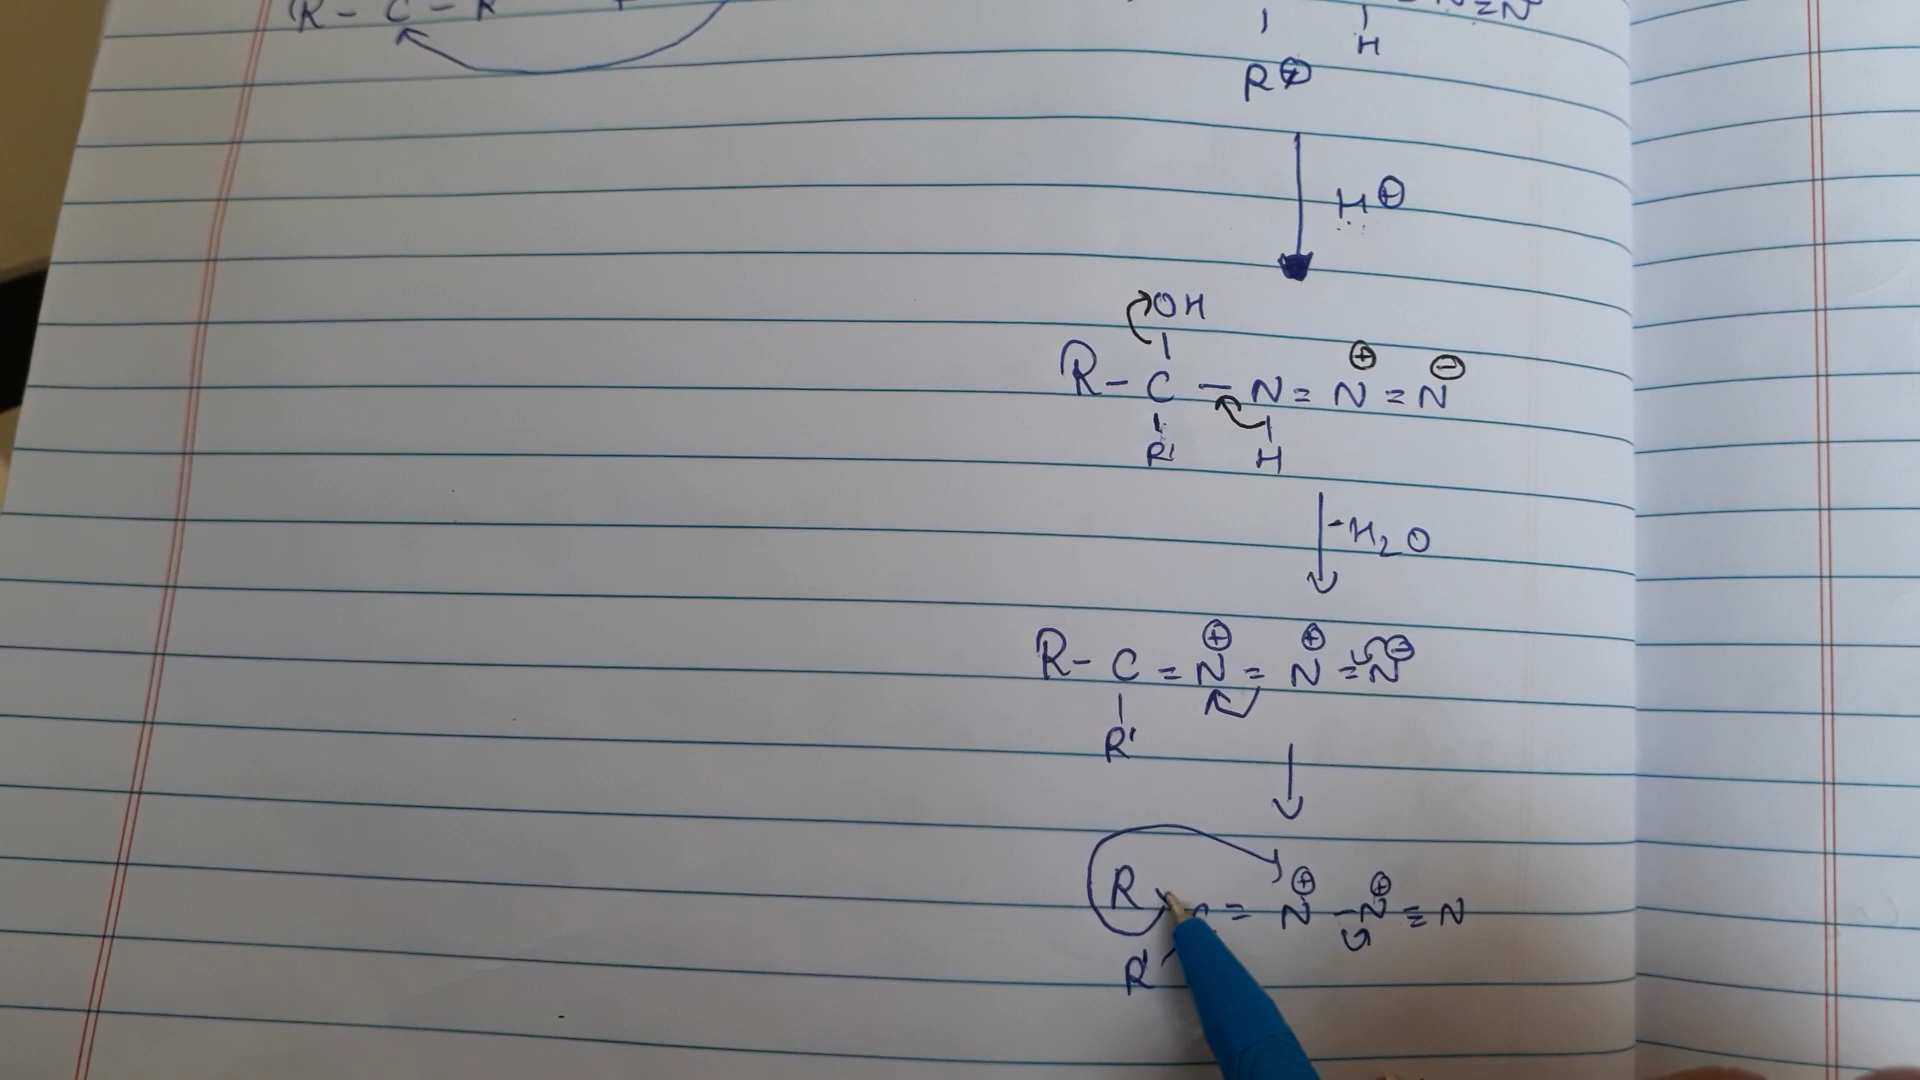 R - C - R
N = N
H
R ⊕
H⊕
OH
R - C - N = N = N
⊕ ⊖
R' H
- H2O
⊕ ⊕ ⊖
R - C = N = N = N
R'
⊕ ⊕
R = N - N ≡ N
R'